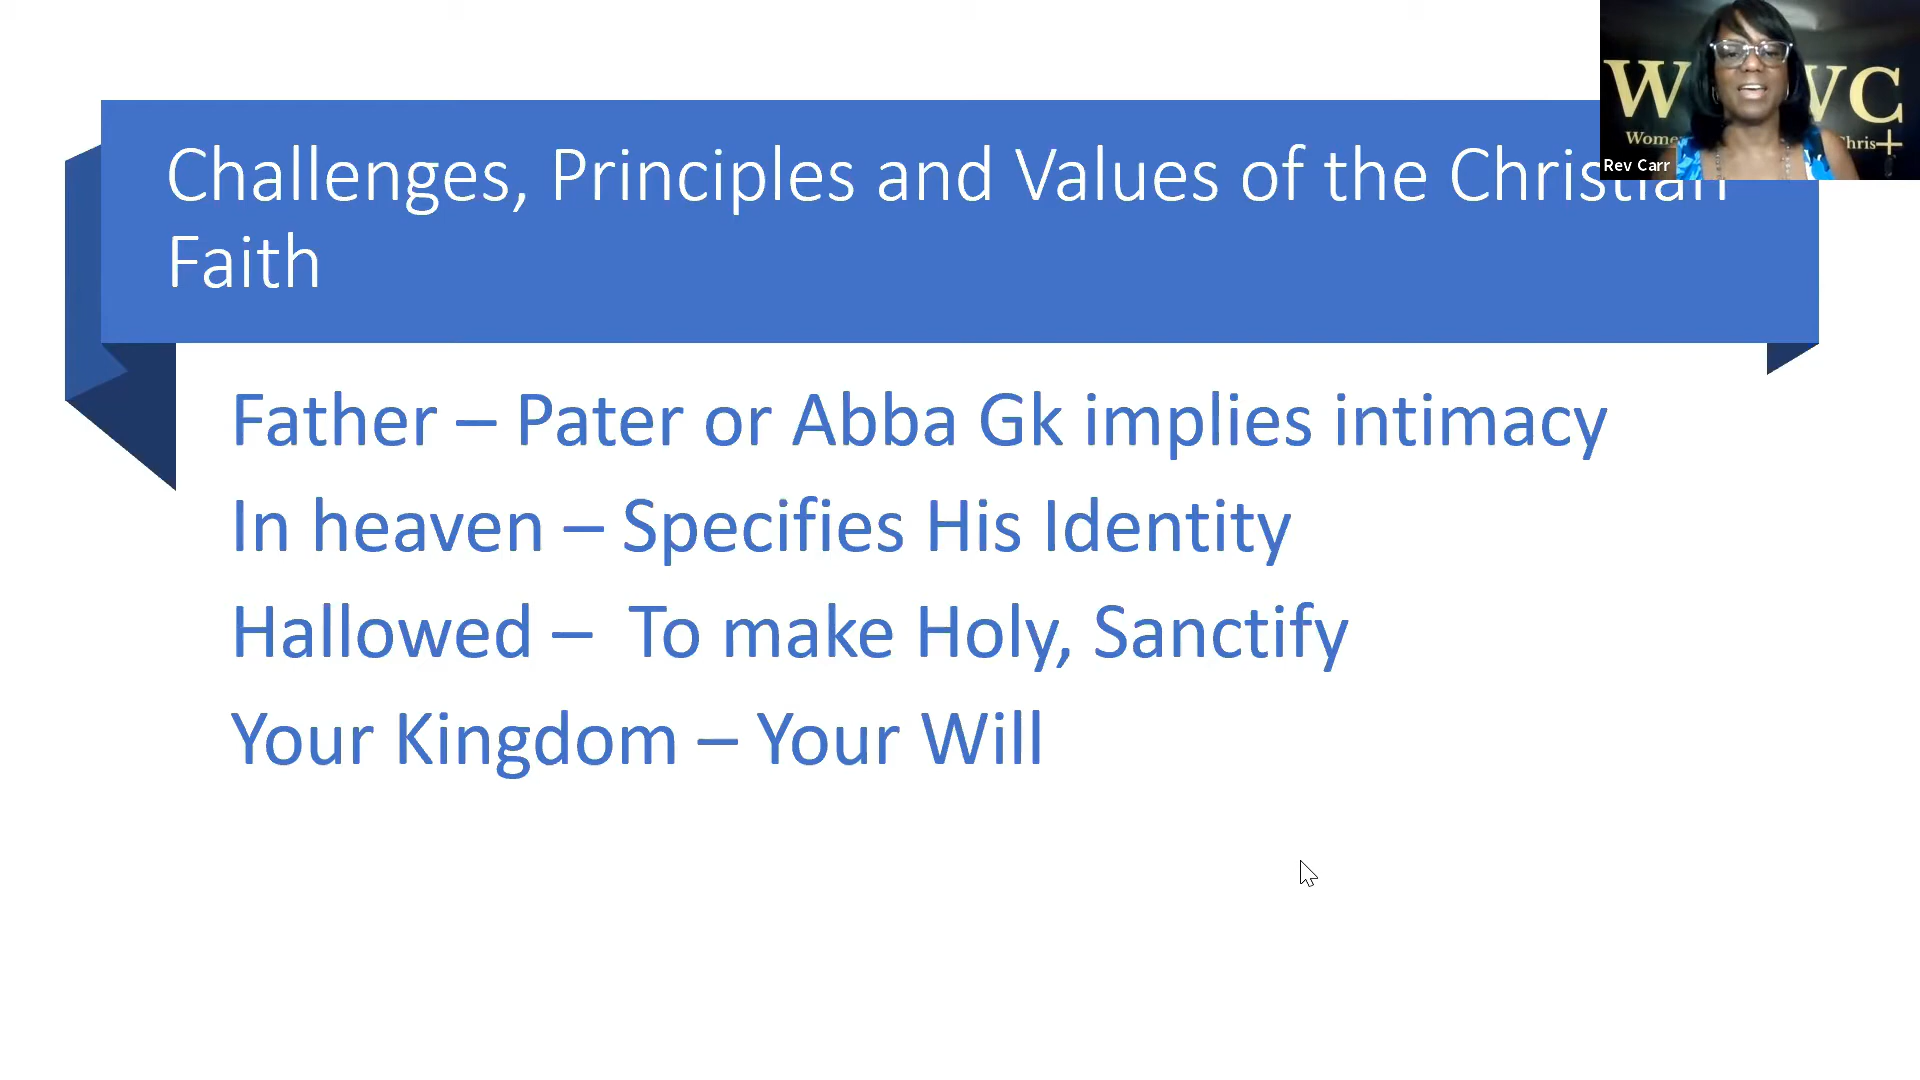 Challenges, Principles and Values of the Christian
Faith
Father – Pater or Abba Gk implies intimacy
In heaven – Specifies His Identity
Hallowed – To make Holy, Sanctify
Your Kingdom – Your Will
Rev Carr